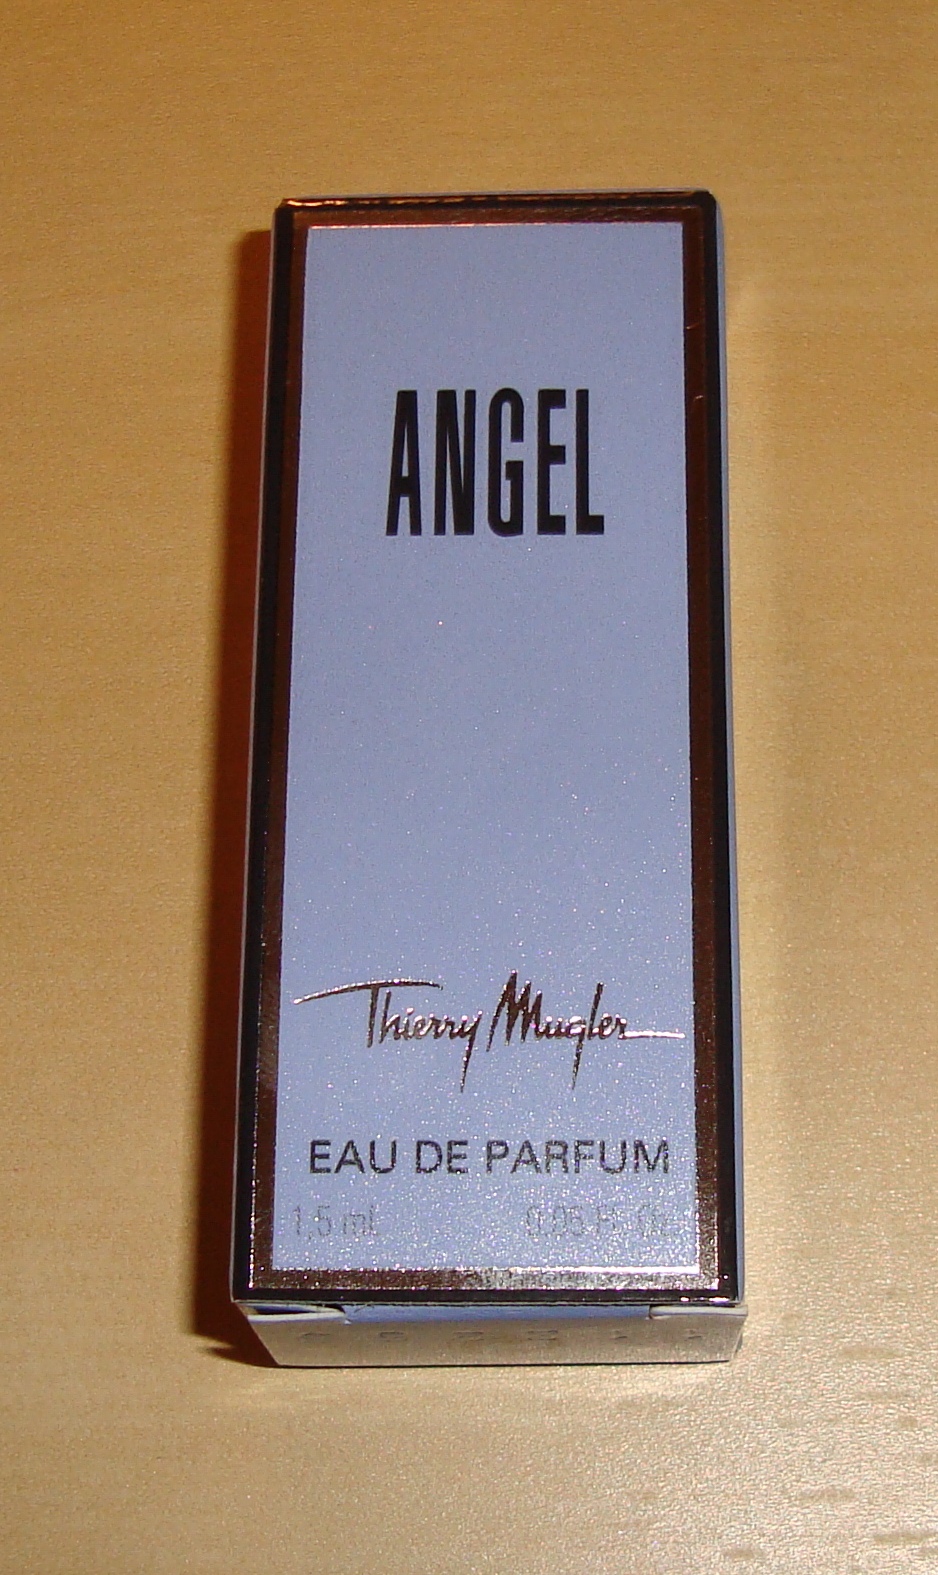 ANGEL
Thierry Mugler
EAU DE PARFUM
1,5 ml. 0.05 Fl. Oz.